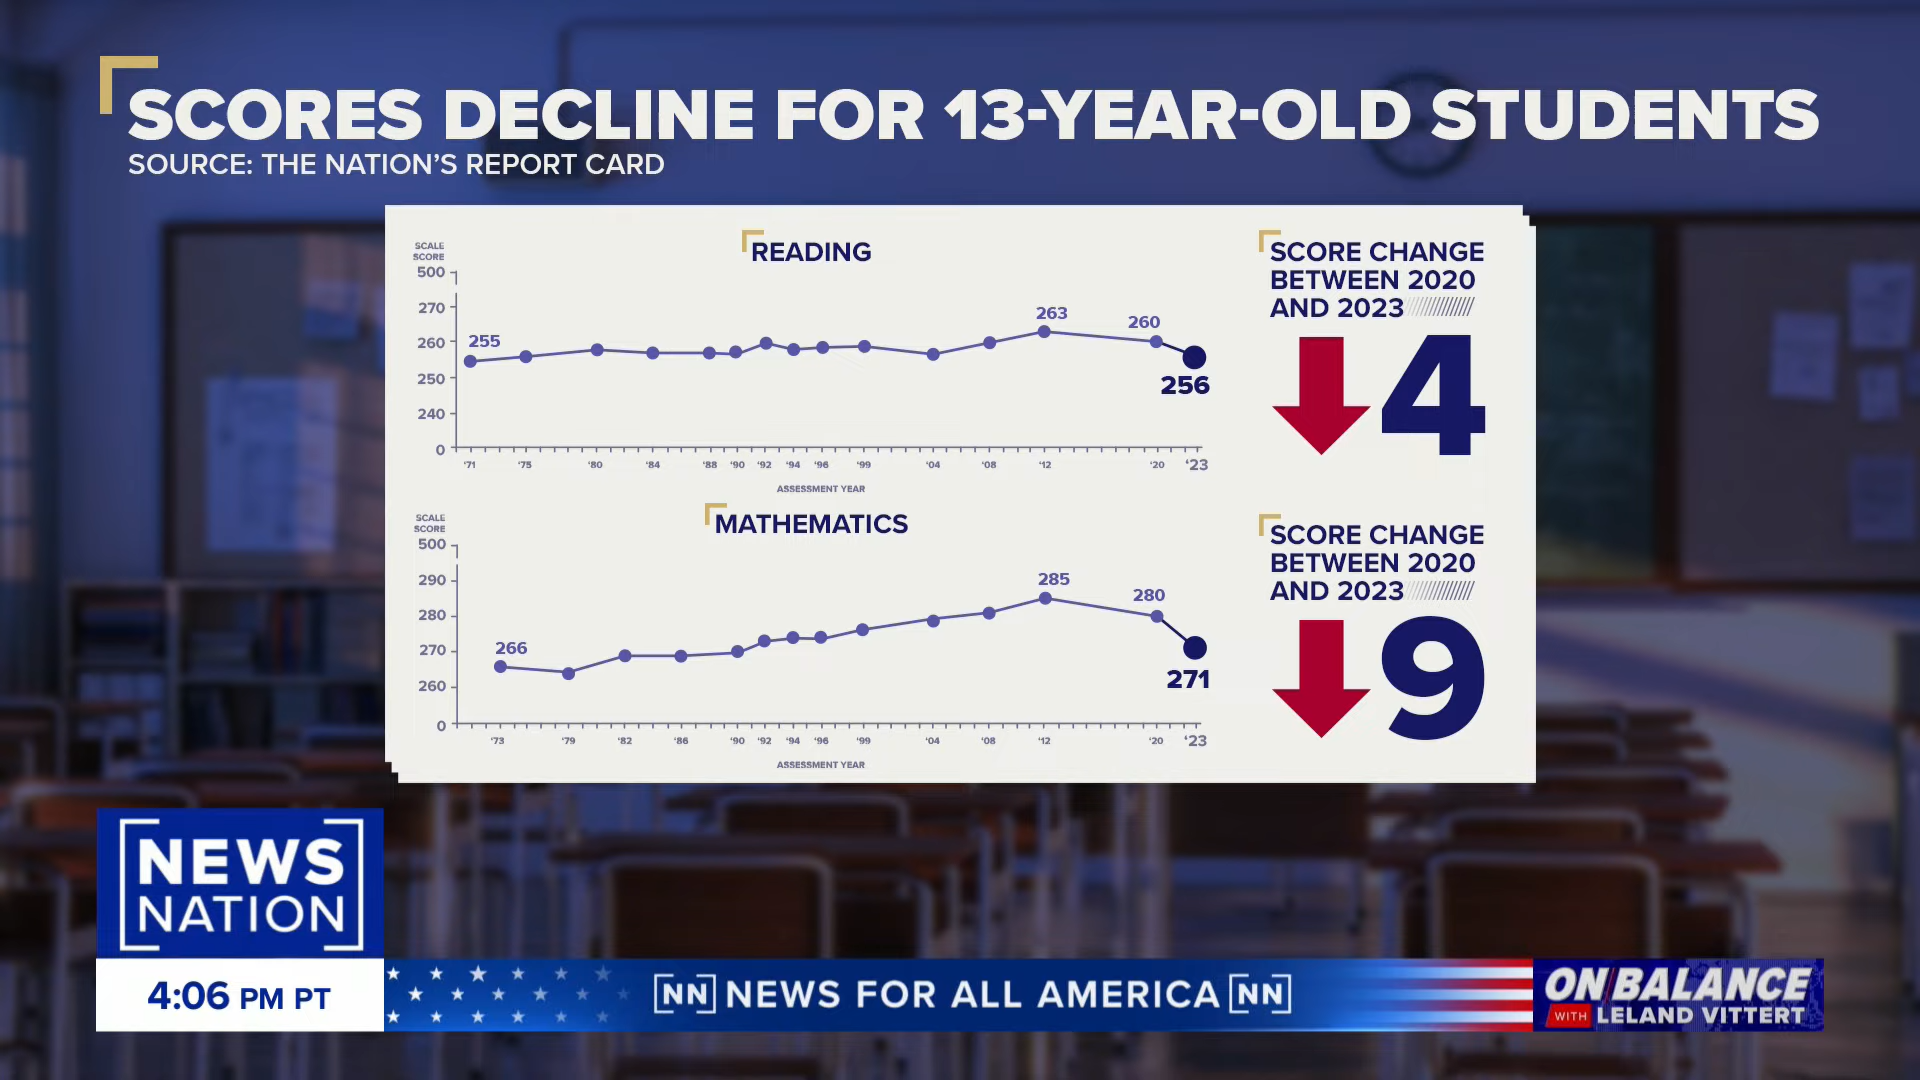 SCORES DECLINE FOR 13-YEAR-OLD STUDENTS
SOURCE: THE NATION'S REPORT CARD
READING
SCALE
SCORE
500
270
260
250
240
0
255
263
260
256
'71 '75 '80 '84 '88 '90 '92 '94 '96 '99 '04 '08 '12 '20 '23
ASSESSMENT YEAR
SCORE CHANGE
BETWEEN 2020
AND 2023
4
MATHEMATICS
SCALE
SCORE
500
290
280
270
260
0
266
285
280
271
'73 '79 '82 '86 '90 '92 '94 '96 '99 '04 '08 '12 '20 '23
ASSESSMENT YEAR
SCORE CHANGE
BETWEEN 2020
AND 2023
9
NEWS
NATION
4:06 PM PT
NN NEWS FOR ALL AMERICA NN
ON BALANCE
WITH LELAND VITTERT